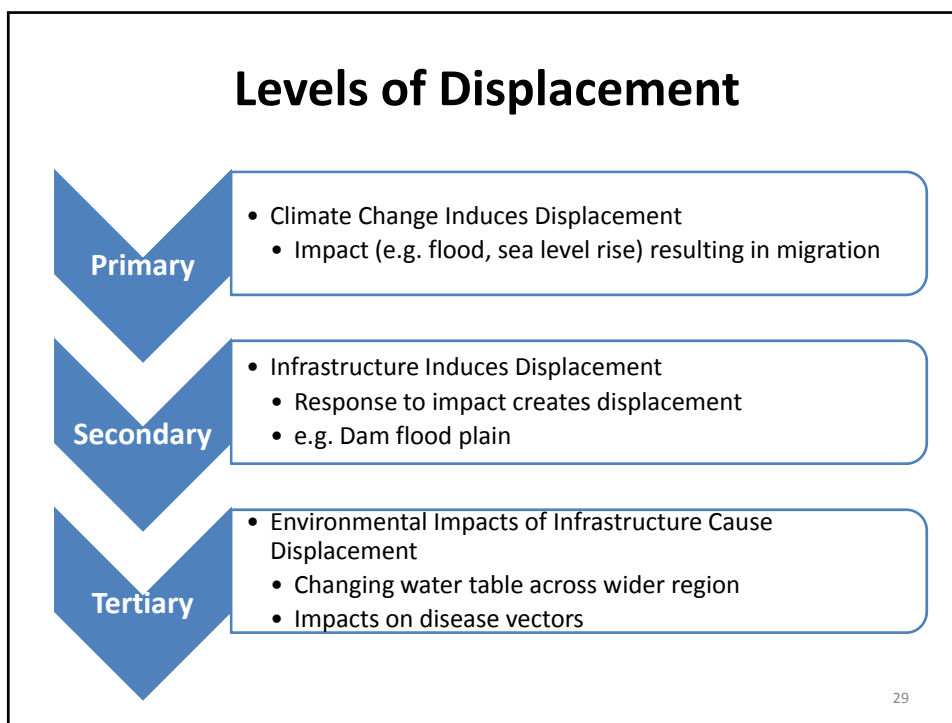 Levels of Displacement
Primary
• Climate Change Induces Displacement
• Impact (e.g. flood, sea level rise) resulting in migration
Secondary
• Infrastructure Induces Displacement
• Response to impact creates displacement
• e.g. Dam flood plain
Tertiary
• Environmental Impacts of Infrastructure Cause
Displacement
• Changing water table across wider region
• Impacts on disease vectors
29